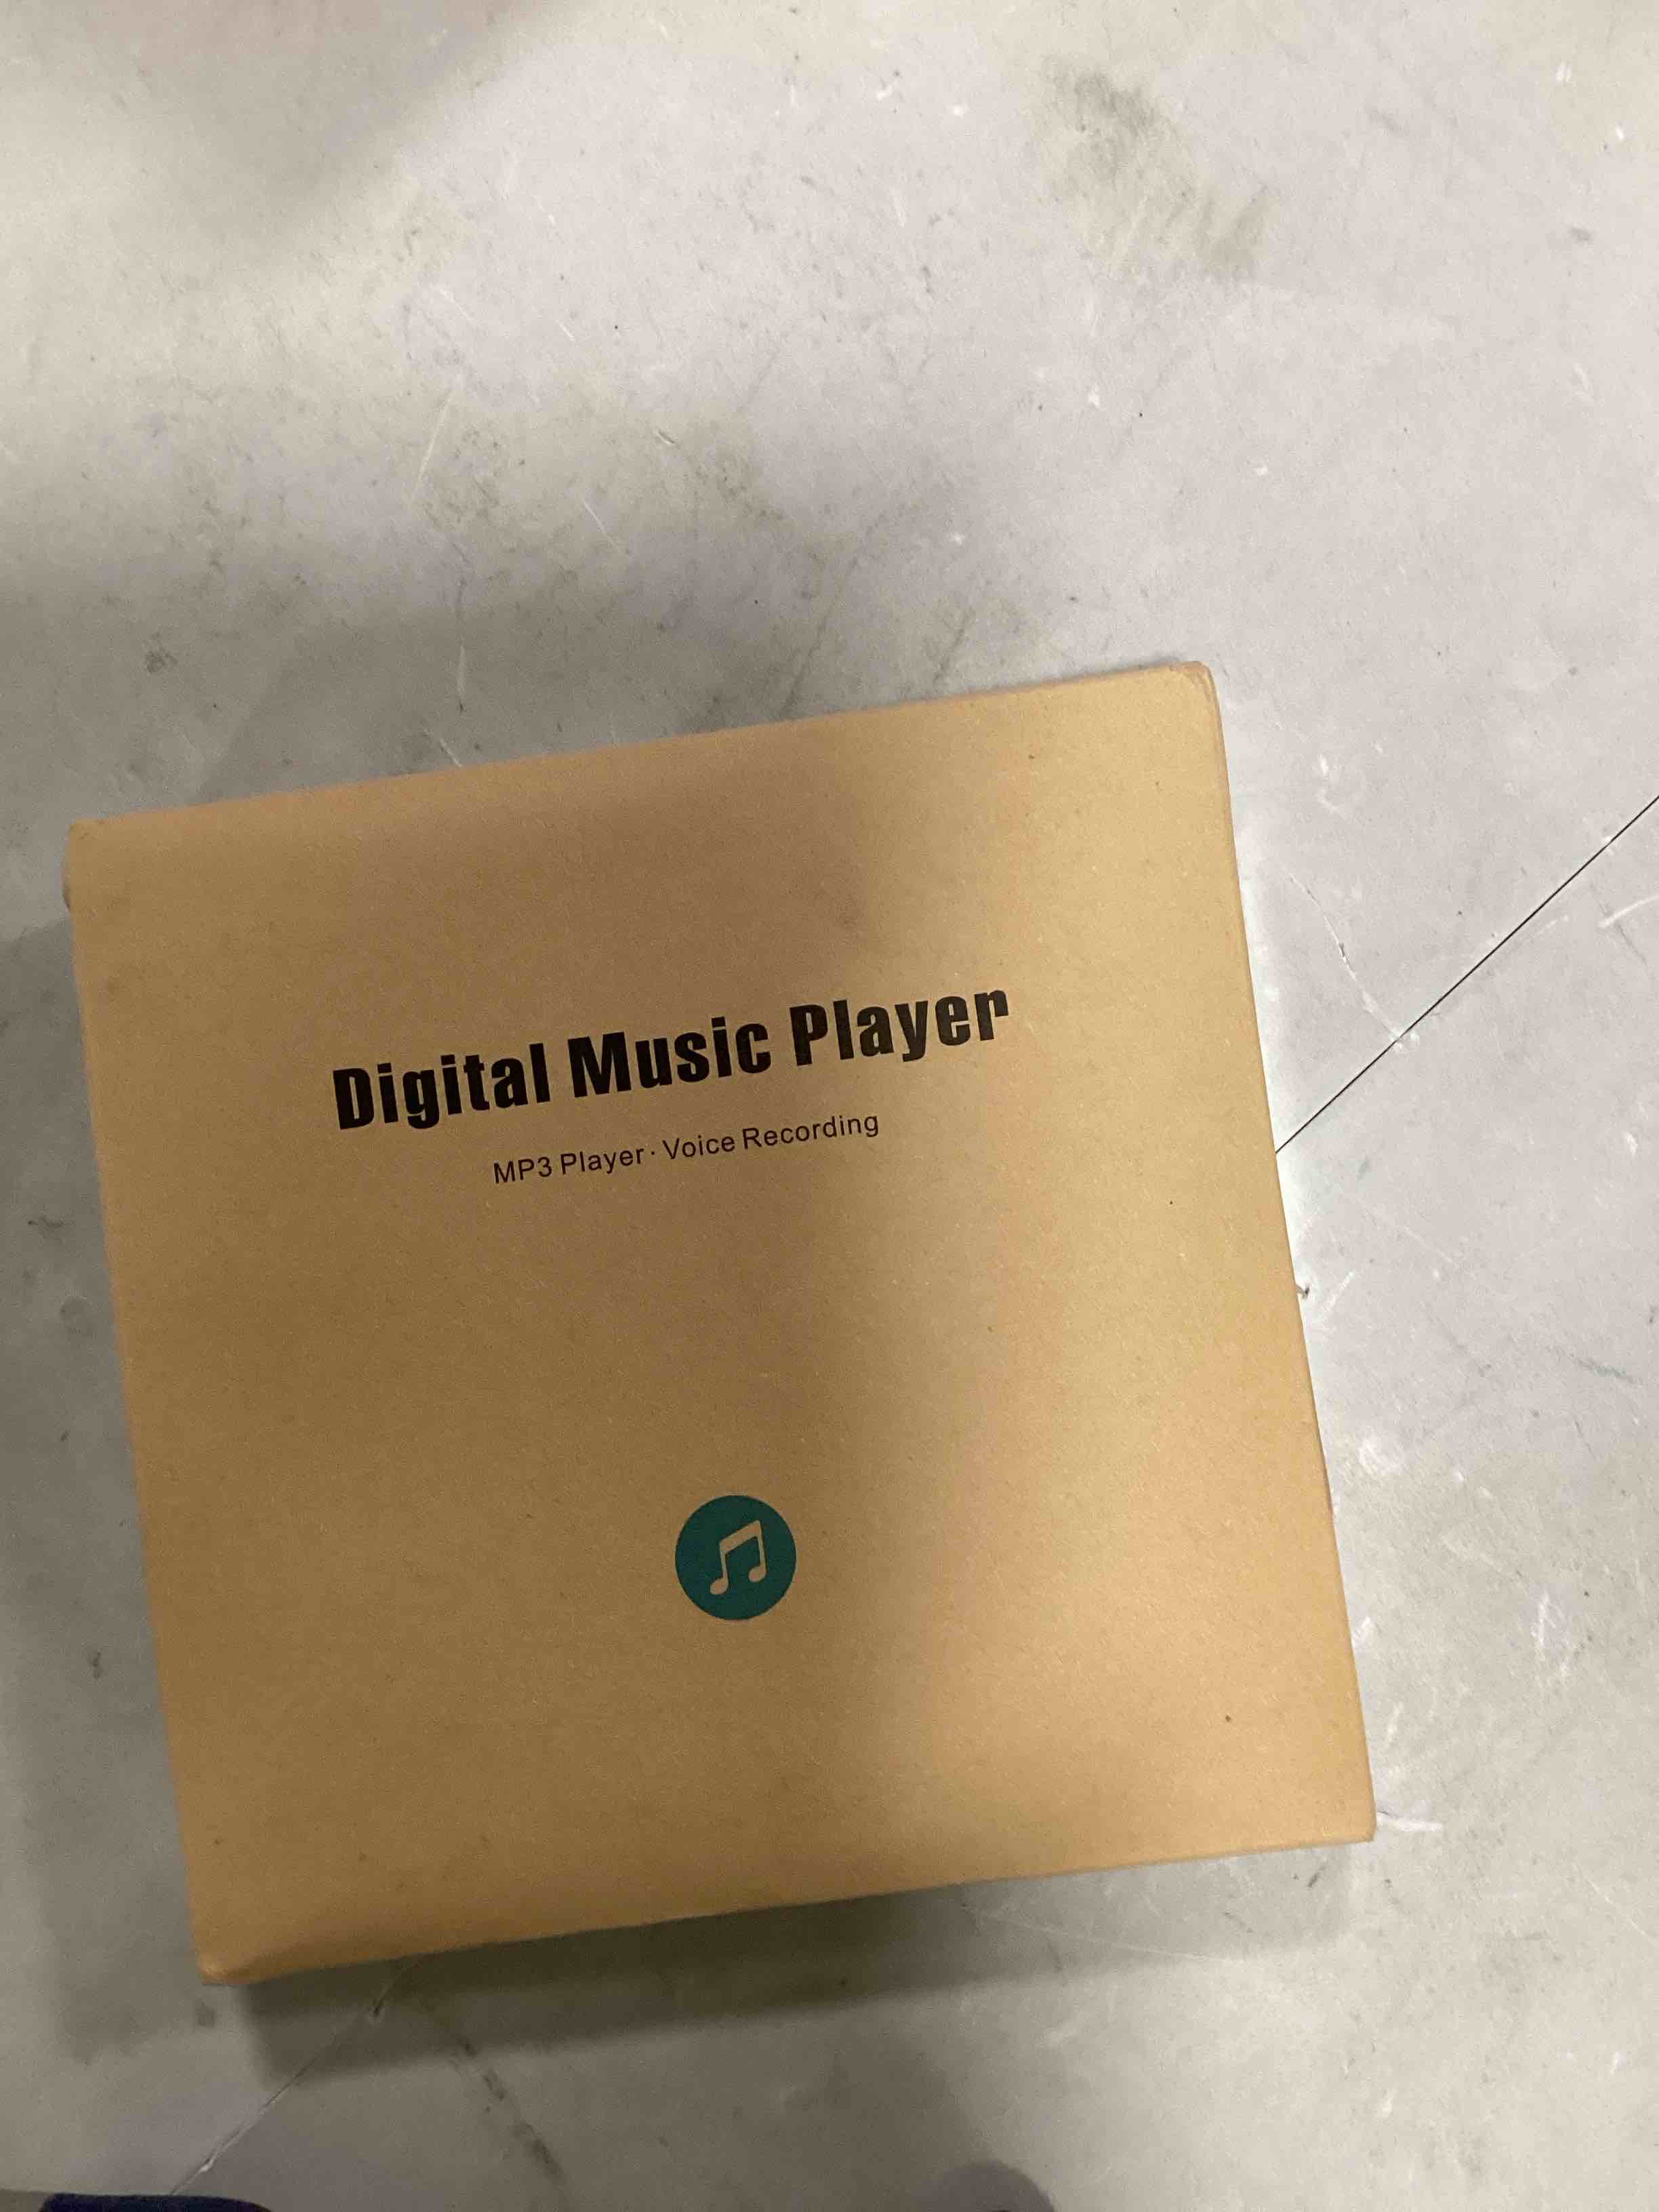 Digital Music Player
MP3 Player · Voice Recording